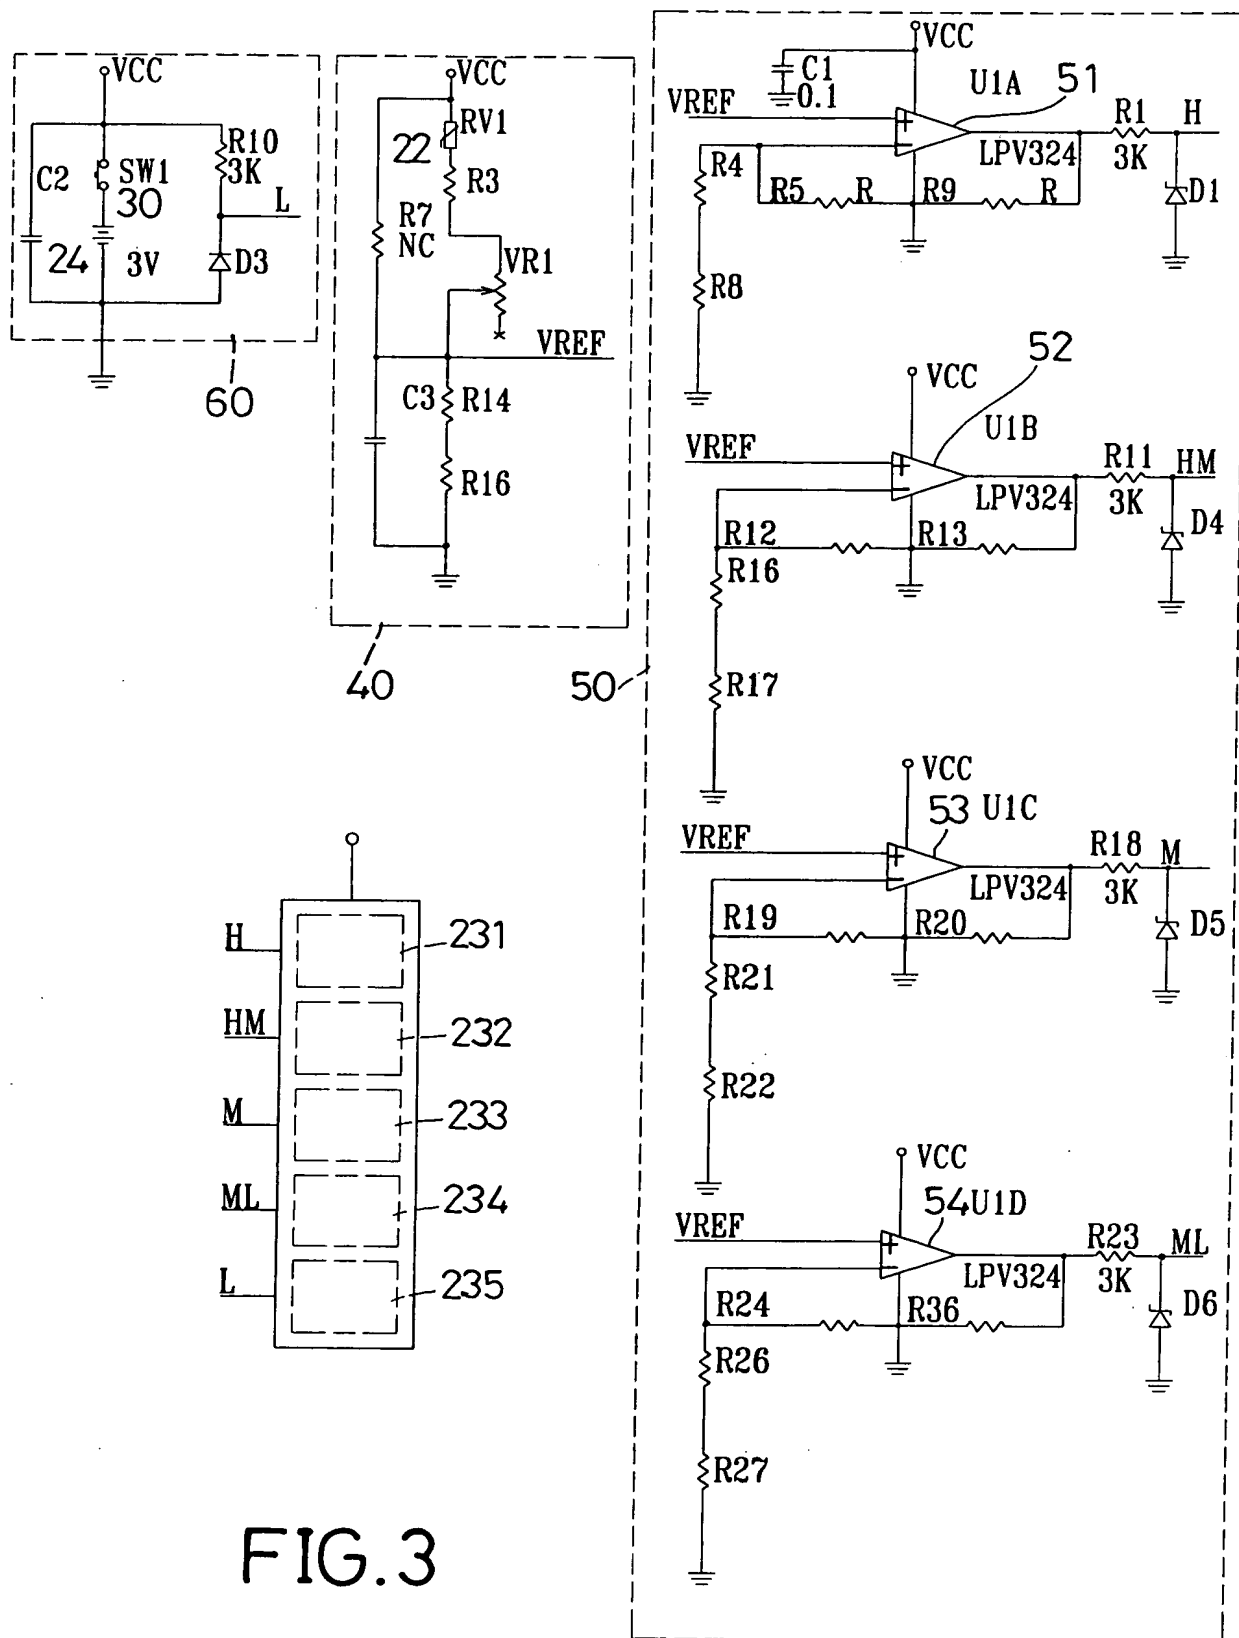 VCC
C2
SW1
30
R10
3K
L
24
3V
D3
60
VCC
RV1
22
R3
R7
NC
VR1
VREF
C3
R14
R16
40
50
VCC
C1
0.1
U1A
51
VREF
LPV324
R1
3K
H
R4
R5
R
R9
R
D1
R8
VCC
52
U1B
VREF
LPV324
R11
3K
HM
R12
R13
D4
R16
R17
VCC
53
U1C
VREF
LPV324
R18
3K
M
R19
R20
D5
R21
R22
VCC
54
U1D
VREF
LPV324
R23
3K
ML
R24
R36
D6
R26
R27
H
231
HM
232
M
233
ML
234
L
235
FIG.3